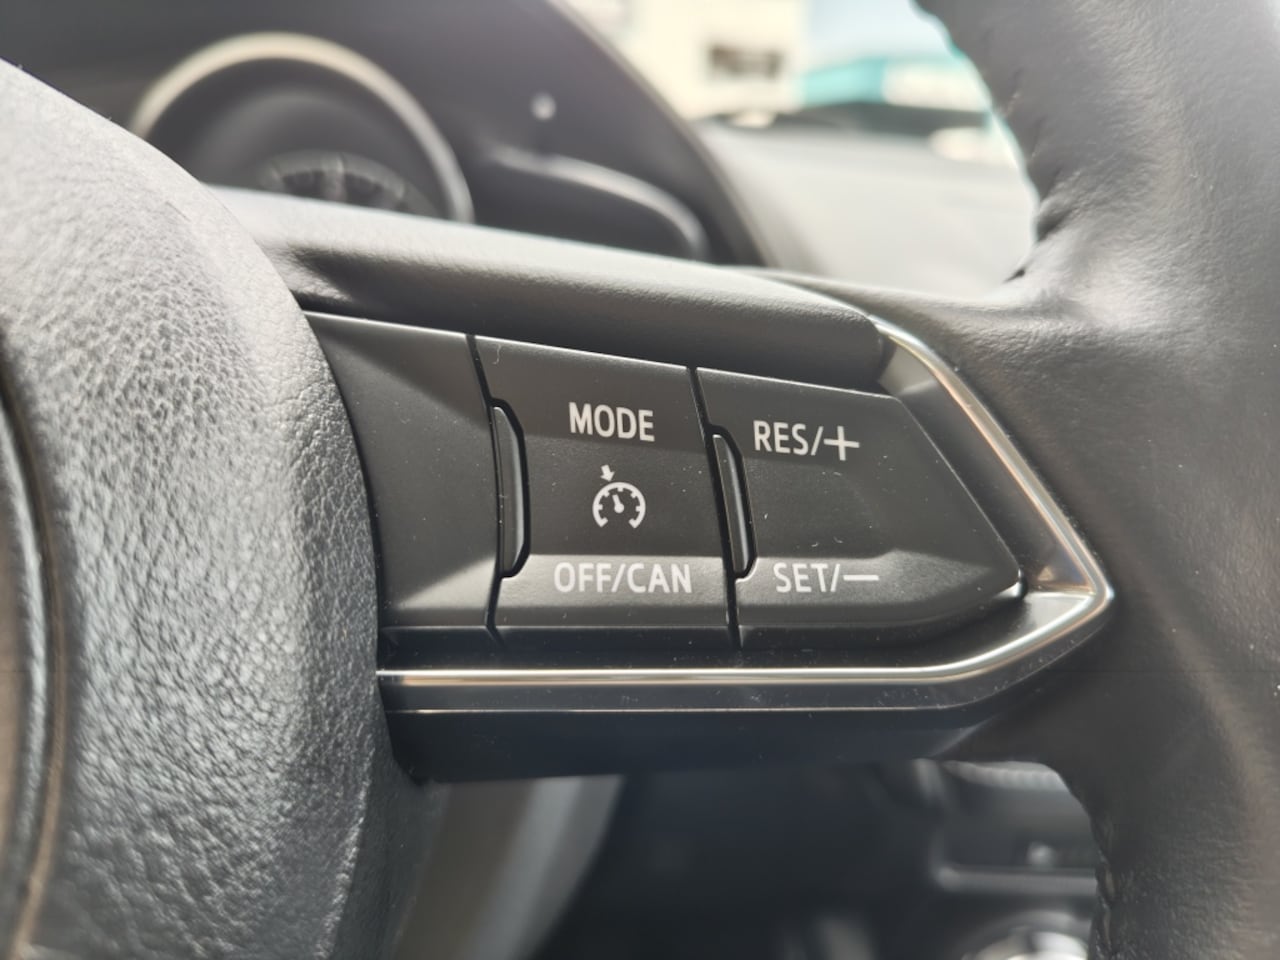 MODE
RES/+
OFF/CAN
SET/—